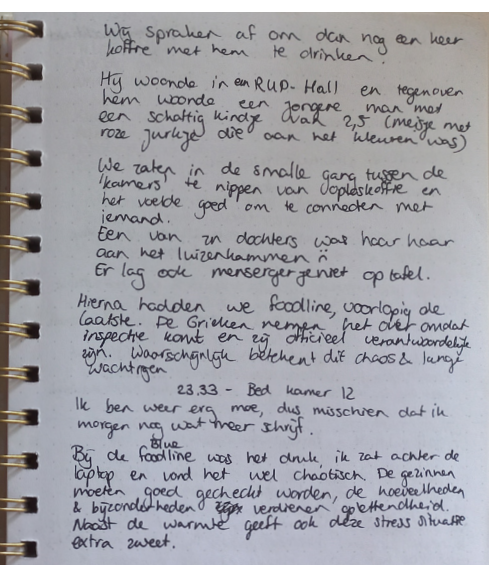 Wij spraken af om dan nog een keer
koffie met hem te drinken.
Hij woonde in en RUP-Hall en tegenover
hem woonde een jongere man met
een schattig kindje van 2,5 (meisje met
roze jurkje die aan het kleuren was)
We zaten in de smalle gang tussen de
'kamers' te nippen van oploskoffie en
het voelde goed om te connecten met
iemand.
Een van zn dochters was haar haar
aan het luizenkammen
Er lag ook mensergerjeniet op tafel.
Hierna hadden we foodline, voorlopig de
laatste. De Grieken nemen het over omdat
inspectie komt en zij officieel verantwoordelijk
zijn. Waarschijnlijk betekent dit chaos & lange
wachtrijen
23.33 - Bed kamer 12
Ik ben weer erg moe, dus misschien dat ik
morgen nog wat meer schrijf.
Blue
Bij de foodline was het druk, ik zat achter de
laptop en vond het wel chaotisch. De gezinnen
moeten goed gecheckt worden, de hoeveelheden
& bijzonderheden verdienen oplettendheid.
Naast de warmte geeft ook deze stress situatie
extra zweet.